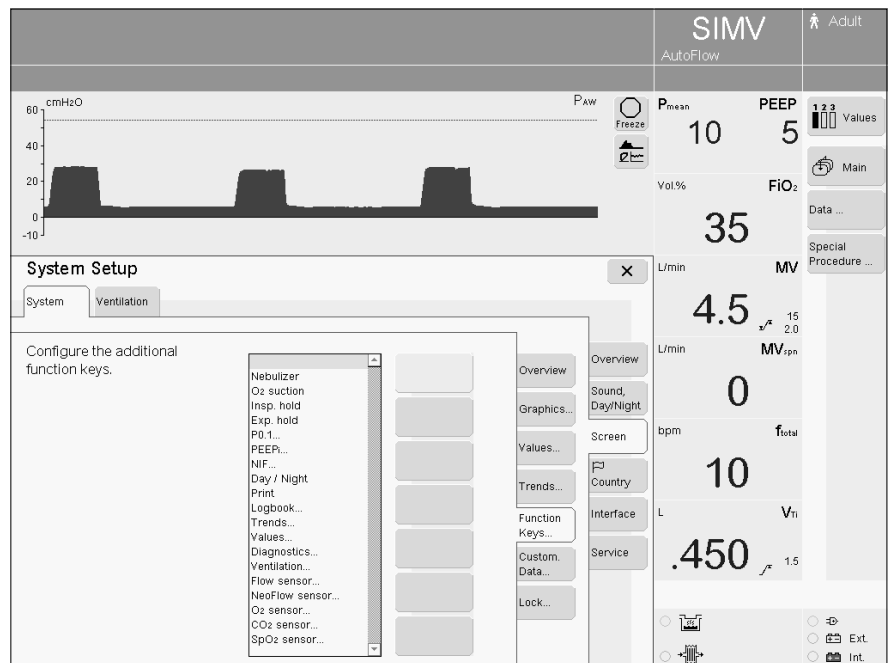 SIMV
AutoFlow
Adult
cmH2O
PAW
60
40
20
0
-10
Freeze
Pmean PEEP
10 5
Vol.% FiO2
35
L/min MV
4.5 15
2.0
L/min MVspn
0
bpm ftotal
10
L VTi
.450 1.5
1 2 3
Values
Main
Data ...
Special
Procedure ...
System Setup
System Ventilation
Configure the additional
function keys.
Nebulizer
O2 suction
Insp. hold
Exp. hold
P0.1...
PEEPi...
NIF...
Day / Night
Print
Logbook...
Trends...
Values...
Diagnostics...
Ventilation...
Flow sensor...
NeoFlow sensor...
O2 sensor...
CO2 sensor...
SpO2 sensor...
Overview
Graphics...
Values...
Trends...
Function
Keys...
Custom.
Data...
Lock...
Overview
Sound,
Day/Night
Screen
Country
Interface
Service
Ext.
Int.